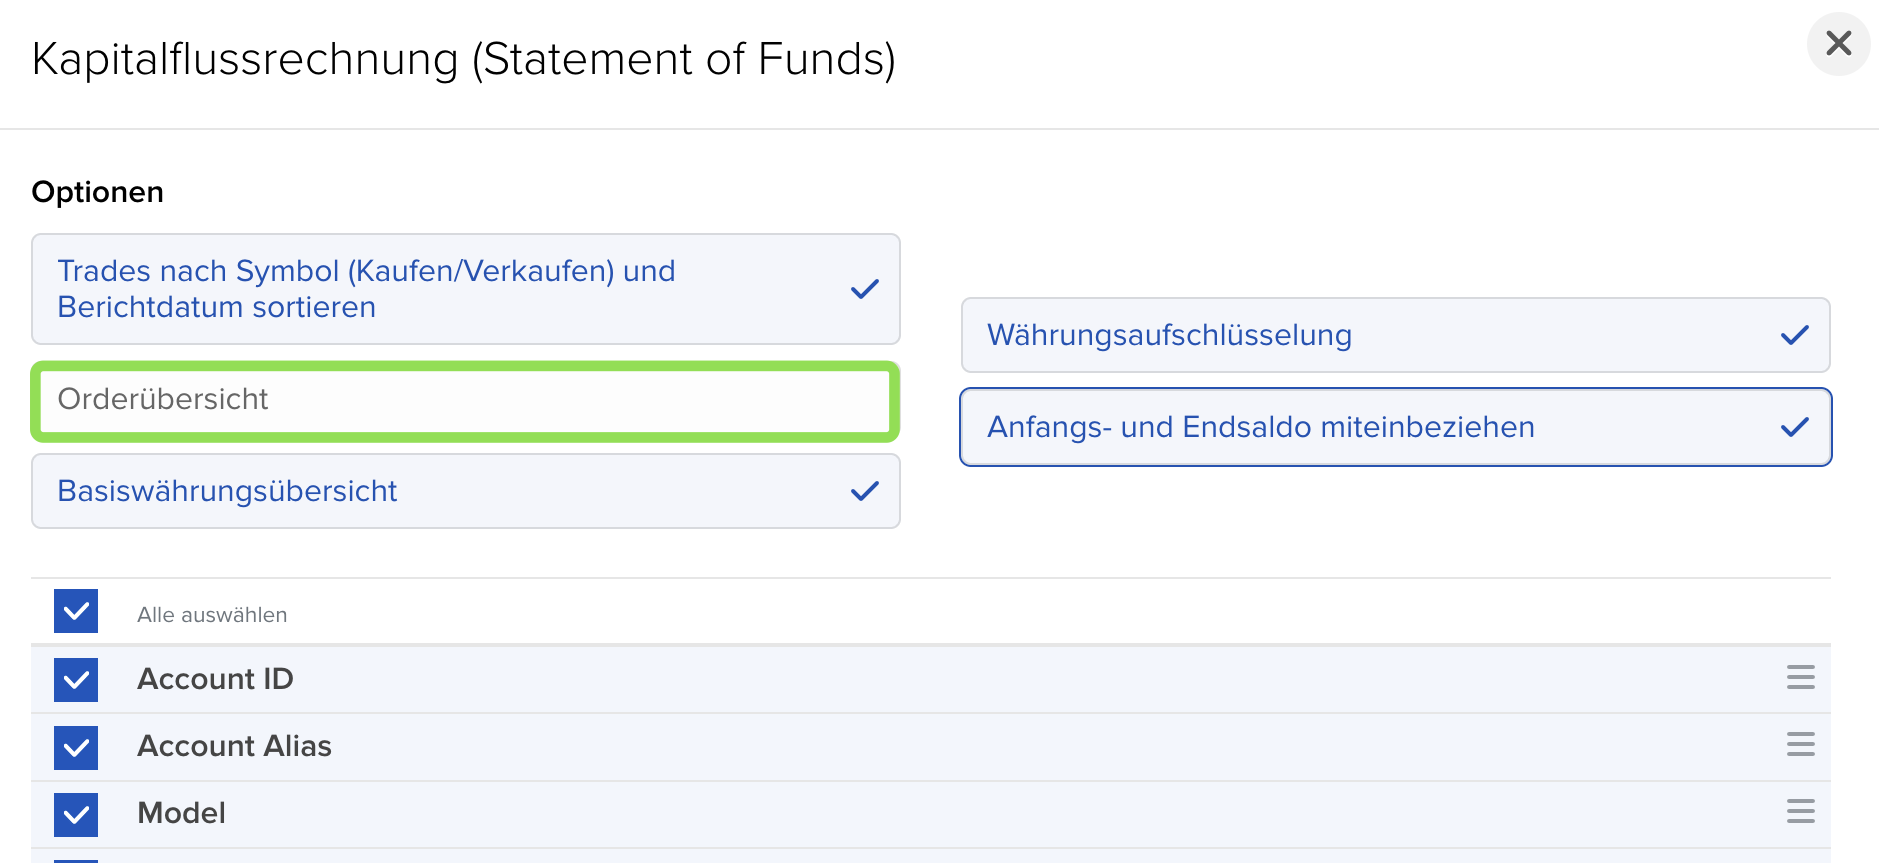 Kapitalflussrechnung (Statement of Funds)
Optionen
Trades nach Symbol (Kaufen/Verkaufen) und
Berichtdatum sortieren
Orderübersicht
Basiswährungsübersicht
Währungsaufschlüsselung
Anfangs- und Endsaldo miteinbeziehen
Alle auswählen
Account ID
Account Alias
Model